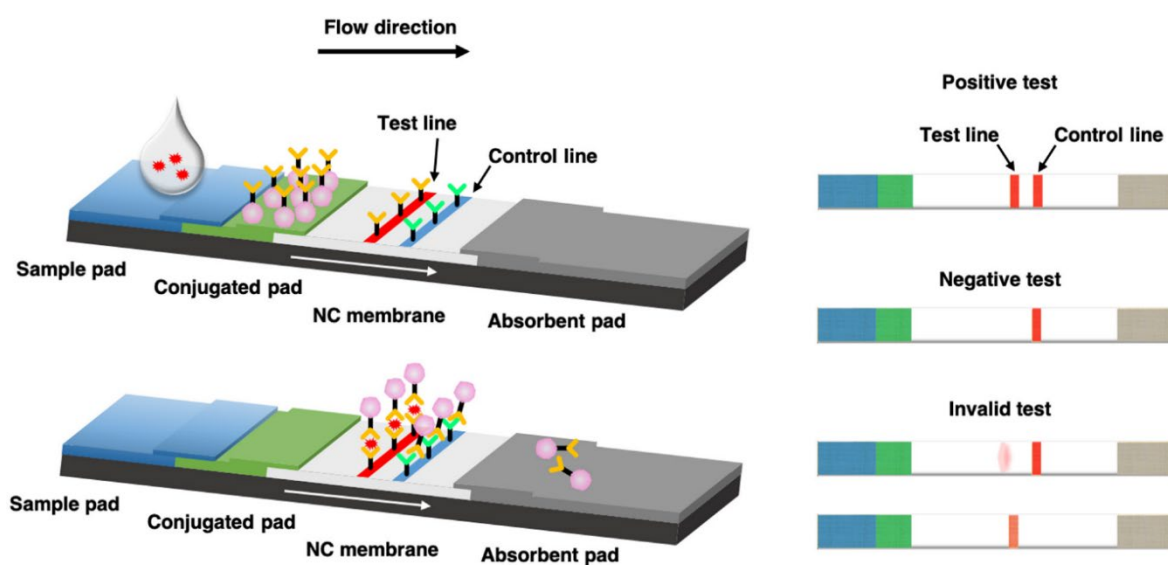 Flow direction
Test line
Control line
Sample pad
Conjugated pad
NC membrane
Absorbent pad
Sample pad
Conjugated pad
NC membrane
Absorbent pad
Positive test
Test line
Control line
Negative test
Invalid test